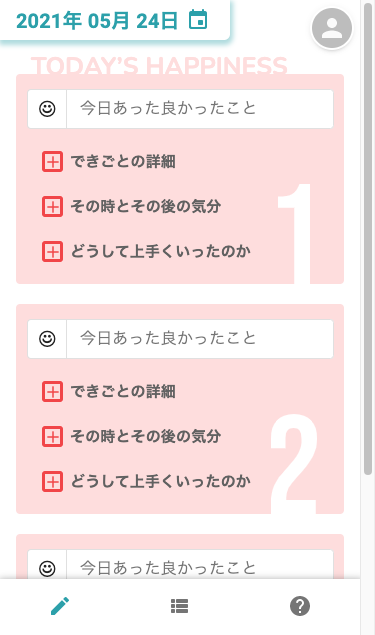 2021年 05月 24日
TODAY'S HAPPINESS
今日あった良かったこと
できごとの詳細
その時とその後の気分
どうして上手くいったのか
1
今日あった良かったこと
できごとの詳細
その時とその後の気分
どうして上手くいったのか
2
今日あった良かったこと